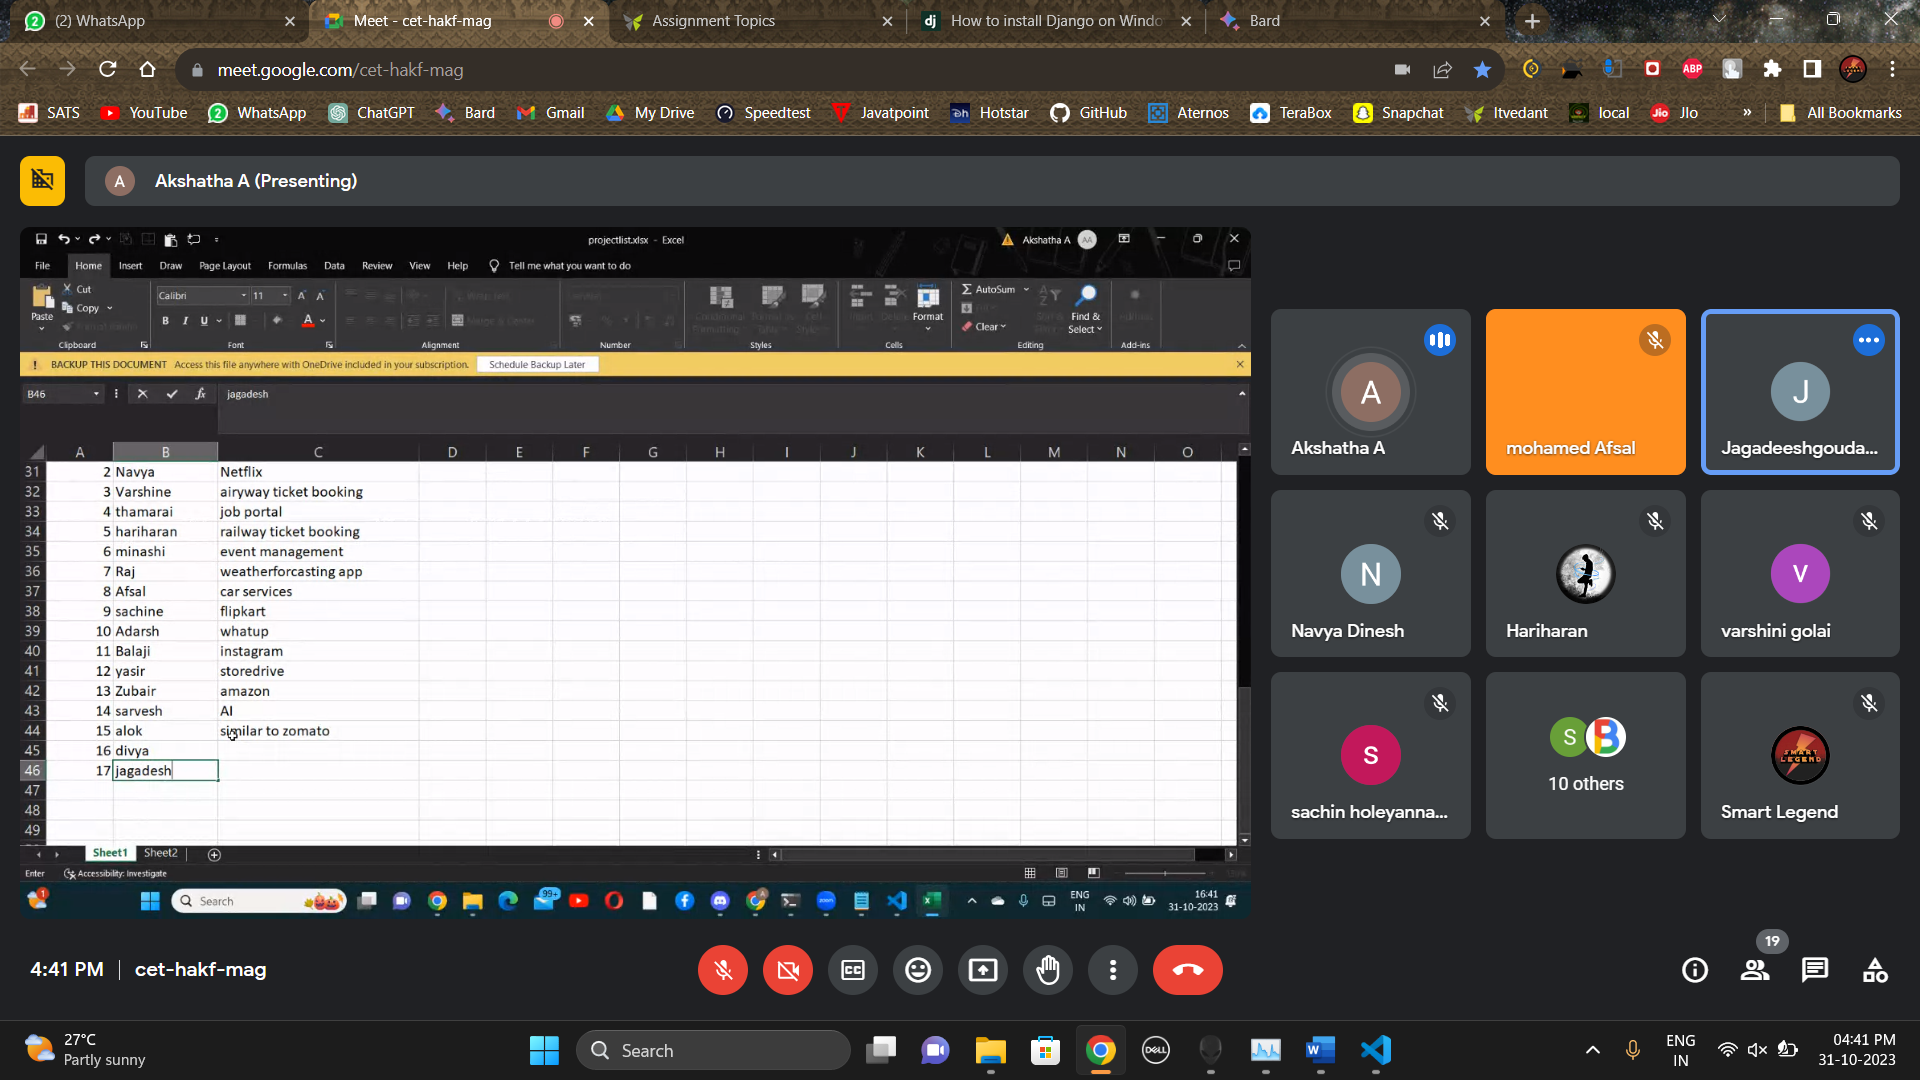 (2) WhatsApp
Meet - cet-hakf-mag
Assignment Topics
How to install Django on Windo
Bard
meet.google.com/cet-hakf-mag
ABP
SATS
YouTube
WhatsApp
ChatGPT
Bard
Gmail
My Drive
Speedtest
Javatpoint
Hotstar
GitHub
Aternos
TeraBox
Snapchat
Itvedant
local
JIo
All Bookmarks
A
Akshatha A (Presenting)
projectlist.xlsx - Excel
Akshatha A
AA
File
Home
Insert
Draw
Page Layout
Formulas
Data
Review
View
Help
Tell me what you want to do
Paste
Cut
Copy
Clipboard
Calibri
11
B I U
Font
Alignment
Number
Styles
Format
Cells
AutoSum
Clear
Find & Select
Editing
Add-ins
BACKUP THIS DOCUMENT Access this file anywhere with OneDrive included in your subscription.
Schedule Backup Later
B46
fx
jagadesh
A B C D E F G H I J K L M N O
31 2 Navya Netflix
32 3 Varshine airyway ticket booking
33 4 thamarai job portal
34 5 hariharan railway ticket booking
35 6 minashi event management
36 7 Raj weatherforcasting app
37 8 Afsal car services
38 9 sachine flipkart
39 10 Adarsh whatup
40 11 Balaji instagram
41 12 yasir storedrive
42 13 Zubair amazon
43 14 sarvesh AI
44 15 alok similar to zomato
45 16 divya
46 17 jagadesh
47
48
49
Sheet1
Sheet2
Enter
Accessibility: Investigate
Search
99+
zoom
ENG
IN
16:41
31-10-2023
A
Akshatha A
mohamed Afsal
J
Jagadeeshgouda...
N
Navya Dinesh
Hariharan
V
varshini golai
S
sachin holeyanna...
S
10 others
SMART
LEGEND
Smart Legend
4:41 PM
cet-hakf-mag
CC
19
27°C
Partly sunny
Search
DELL
ENG
IN
04:41 PM
31-10-2023